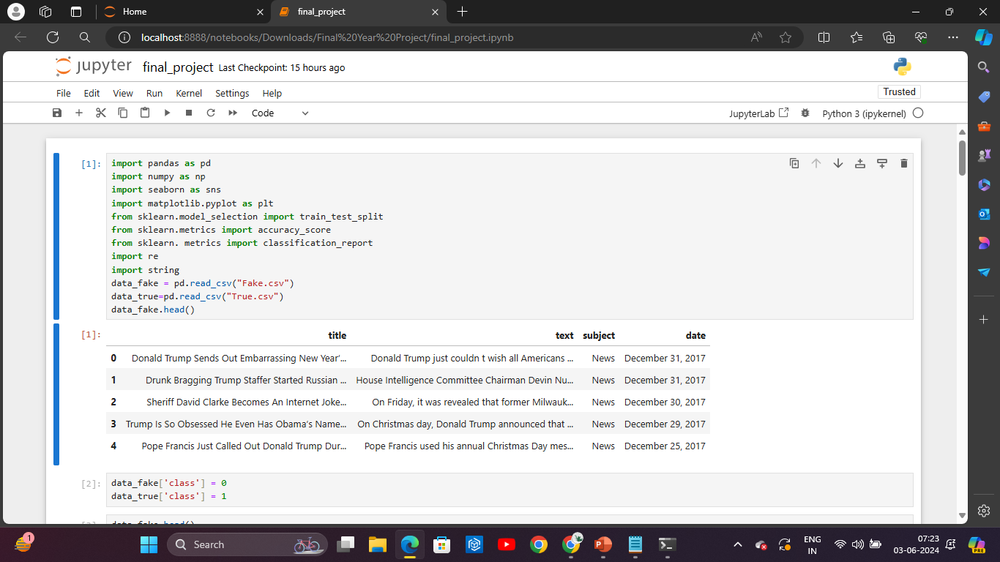 Home
final_project
localhost:8888/notebooks/Downloads/Final%20Year%20Project/final_project.ipynb
jupyter final_project Last Checkpoint: 15 hours ago
File Edit View Run Kernel Settings Help
Trusted
Code
JupyterLab
Python 3 (ipykernel)
[1]:
import pandas as pd
import numpy as np
import seaborn as sns
import matplotlib.pyplot as plt
from sklearn.model_selection import train_test_split
from sklearn.metrics import accuracy_score
from sklearn. metrics import classification_report
import re
import string
data_fake = pd.read_csv("Fake.csv")
data_true=pd.read_csv("True.csv")
data_fake.head()
[1]:
title text subject date
0 Donald Trump Sends Out Embarrassing New Year'... Donald Trump just couldn t wish all Americans ... News December 31, 2017
1 Drunk Bragging Trump Staffer Started Russian ... House Intelligence Committee Chairman Devin Nu... News December 31, 2017
2 Sheriff David Clarke Becomes An Internet Joke... On Friday, it was revealed that former Milwauk... News December 30, 2017
3 Trump Is So Obsessed He Even Has Obama's Name... On Christmas day, Donald Trump announced that ... News December 29, 2017
4 Pope Francis Just Called Out Donald Trump Dur... Pope Francis used his annual Christmas Day mes... News December 25, 2017
[2]:
data_fake['class'] = 0
data_true['class'] = 1
1
Search
ENG
IN
07:23
03-06-2024
PRE